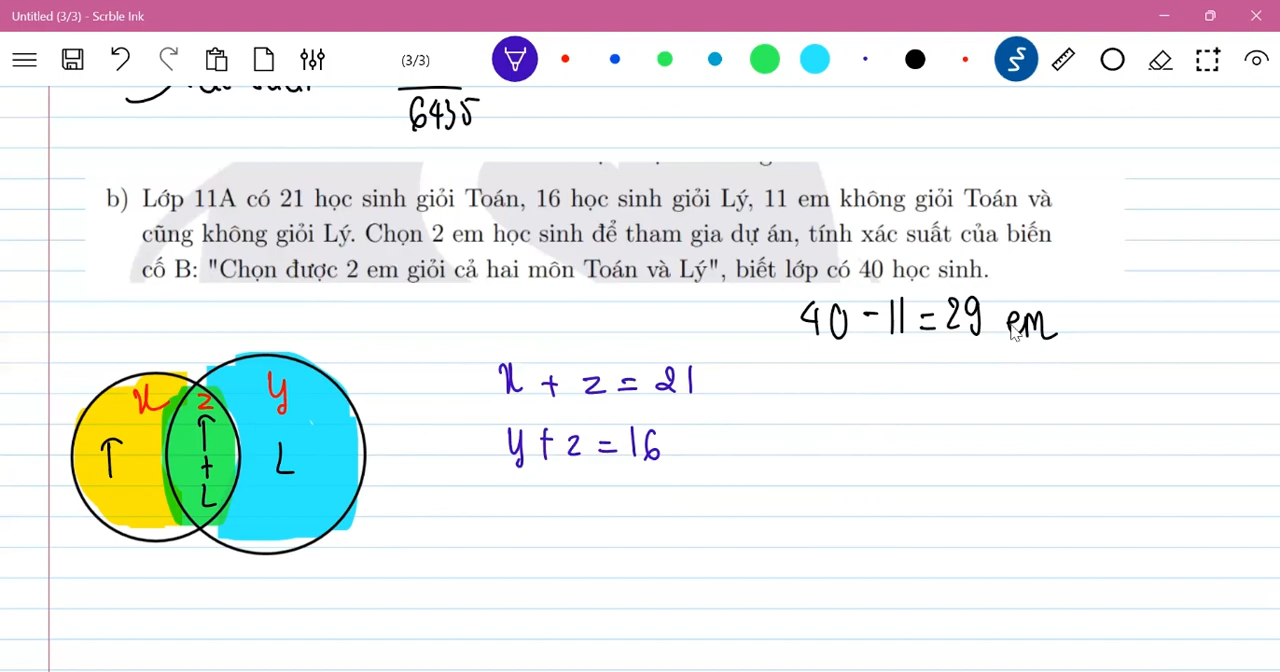 Untitled (3/3) - Scrble Ink
(3/3)
6435
b) Lớp 11A có 21 học sinh giỏi Toán, 16 học sinh giỏi Lý, 11 em không giỏi Toán và
cũng không giỏi Lý. Chọn 2 em học sinh để tham gia dự án, tính xác suất của biến
cố B: "Chọn được 2 em giỏi cả hai môn Toán và Lý", biết lớp có 40 học sinh.
40 - 11 = 29 em
x + z = 21
y + z = 16
x z y
T T + L L